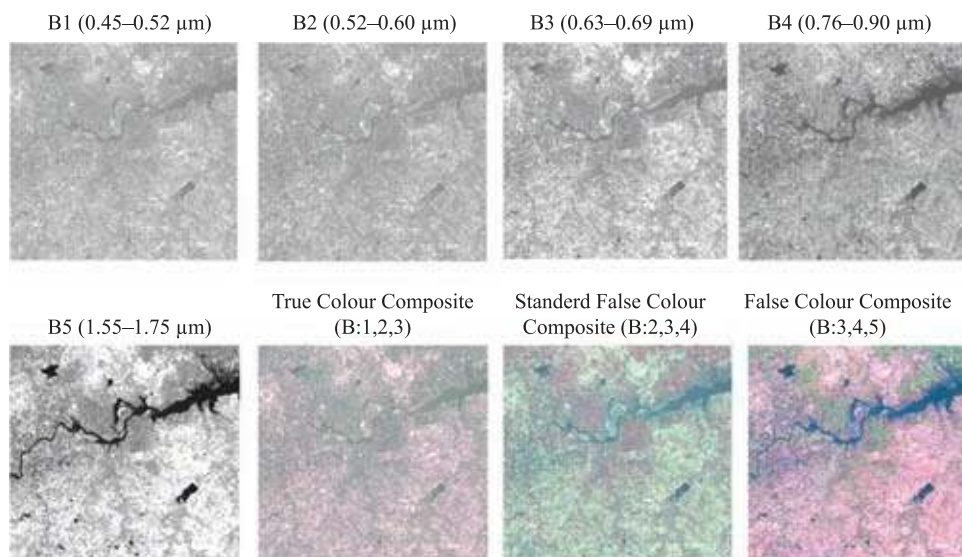 B1 (0.45–0.52 µm)
B2 (0.52–0.60 µm)
B3 (0.63–0.69 µm)
B4 (0.76–0.90 µm)
B5 (1.55–1.75 µm)
True Colour Composite
(B:1,2,3)
Standerd False Colour
Composite (B:2,3,4)
False Colour Composite
(B:3,4,5)